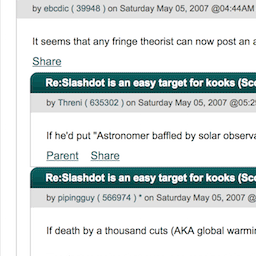 by ebcdic ( 39948 ) on Saturday May 05, 2007 @04:44AM
It seems that any fringe theorist can now post an a
Share
Re:Slashdot is an easy target for kooks (Sco
by Threni ( 635302 ) on Saturday May 05, 2007 @05:2
If he'd put "Astronomer baffled by solar observa
Parent Share
Re:Slashdot is an easy target for kooks (Sco
by pipingguy ( 566974 ) * on Saturday May 05, 2007 @
If death by a thousand cuts (AKA global warmin